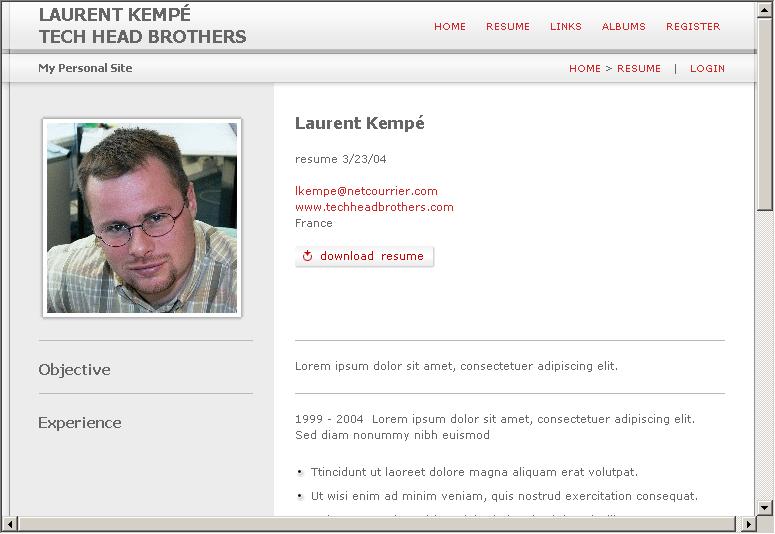 LAURENT KEMPÉ
TECH HEAD BROTHERS
HOME RESUME LINKS ALBUMS REGISTER
My Personal Site
HOME > RESUME | LOGIN
Laurent Kempé
resume 3/23/04
lkempe@netcourrier.com
www.techheadbrothers.com
France
download resume
Objective
Lorem ipsum dolor sit amet, consectetuer adipiscing elit.
Experience
1999 - 2004 Lorem ipsum dolor sit amet, consectetuer adipiscing elit.
Sed diam nonummy nibh euismod
• Ttincidunt ut laoreet dolore magna aliquam erat volutpat.
• Ut wisi enim ad minim veniam, quis nostrud exercitation consequat.